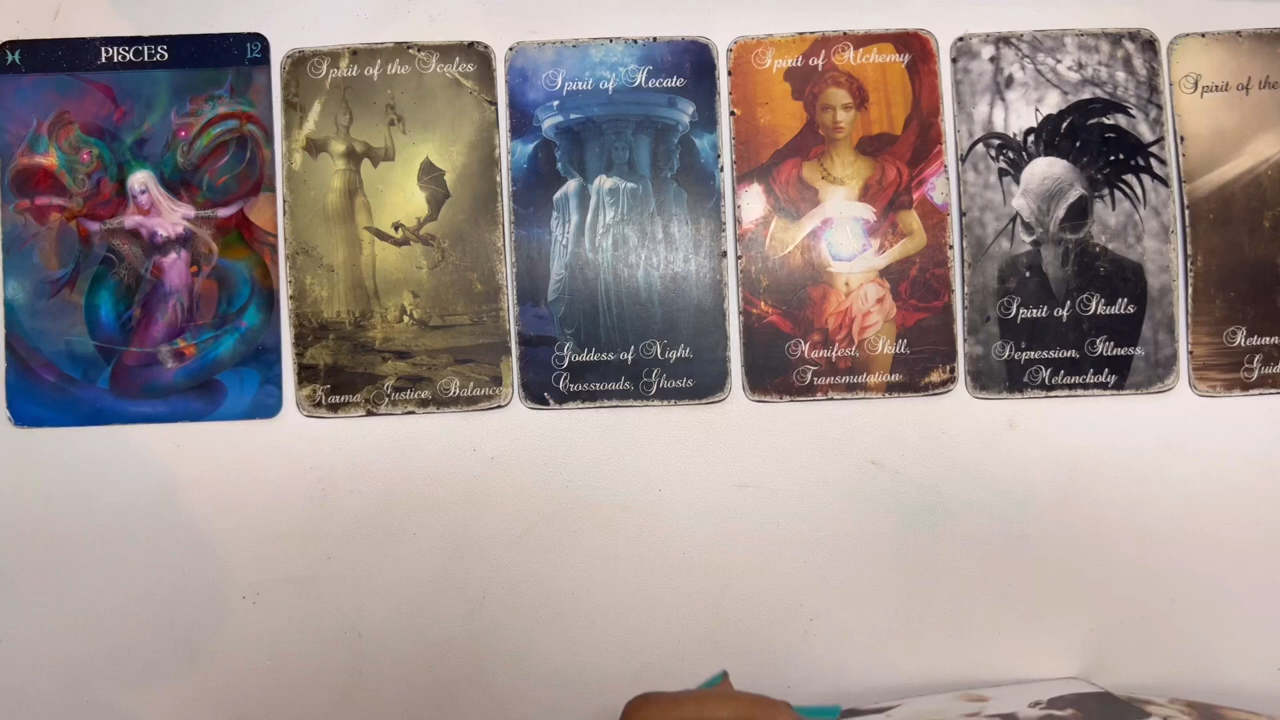 PISCES 12
Spirit of the Scales
Karma, Justice, Balance
Spirit of Hecate
Goddess of Night,
Crossroads, Ghosts
Spirit of Alchemy
Manifest, Skill,
Transmutation
Spirit of Skulls
Depression, Illness,
Melancholy
Spirit of the
Return